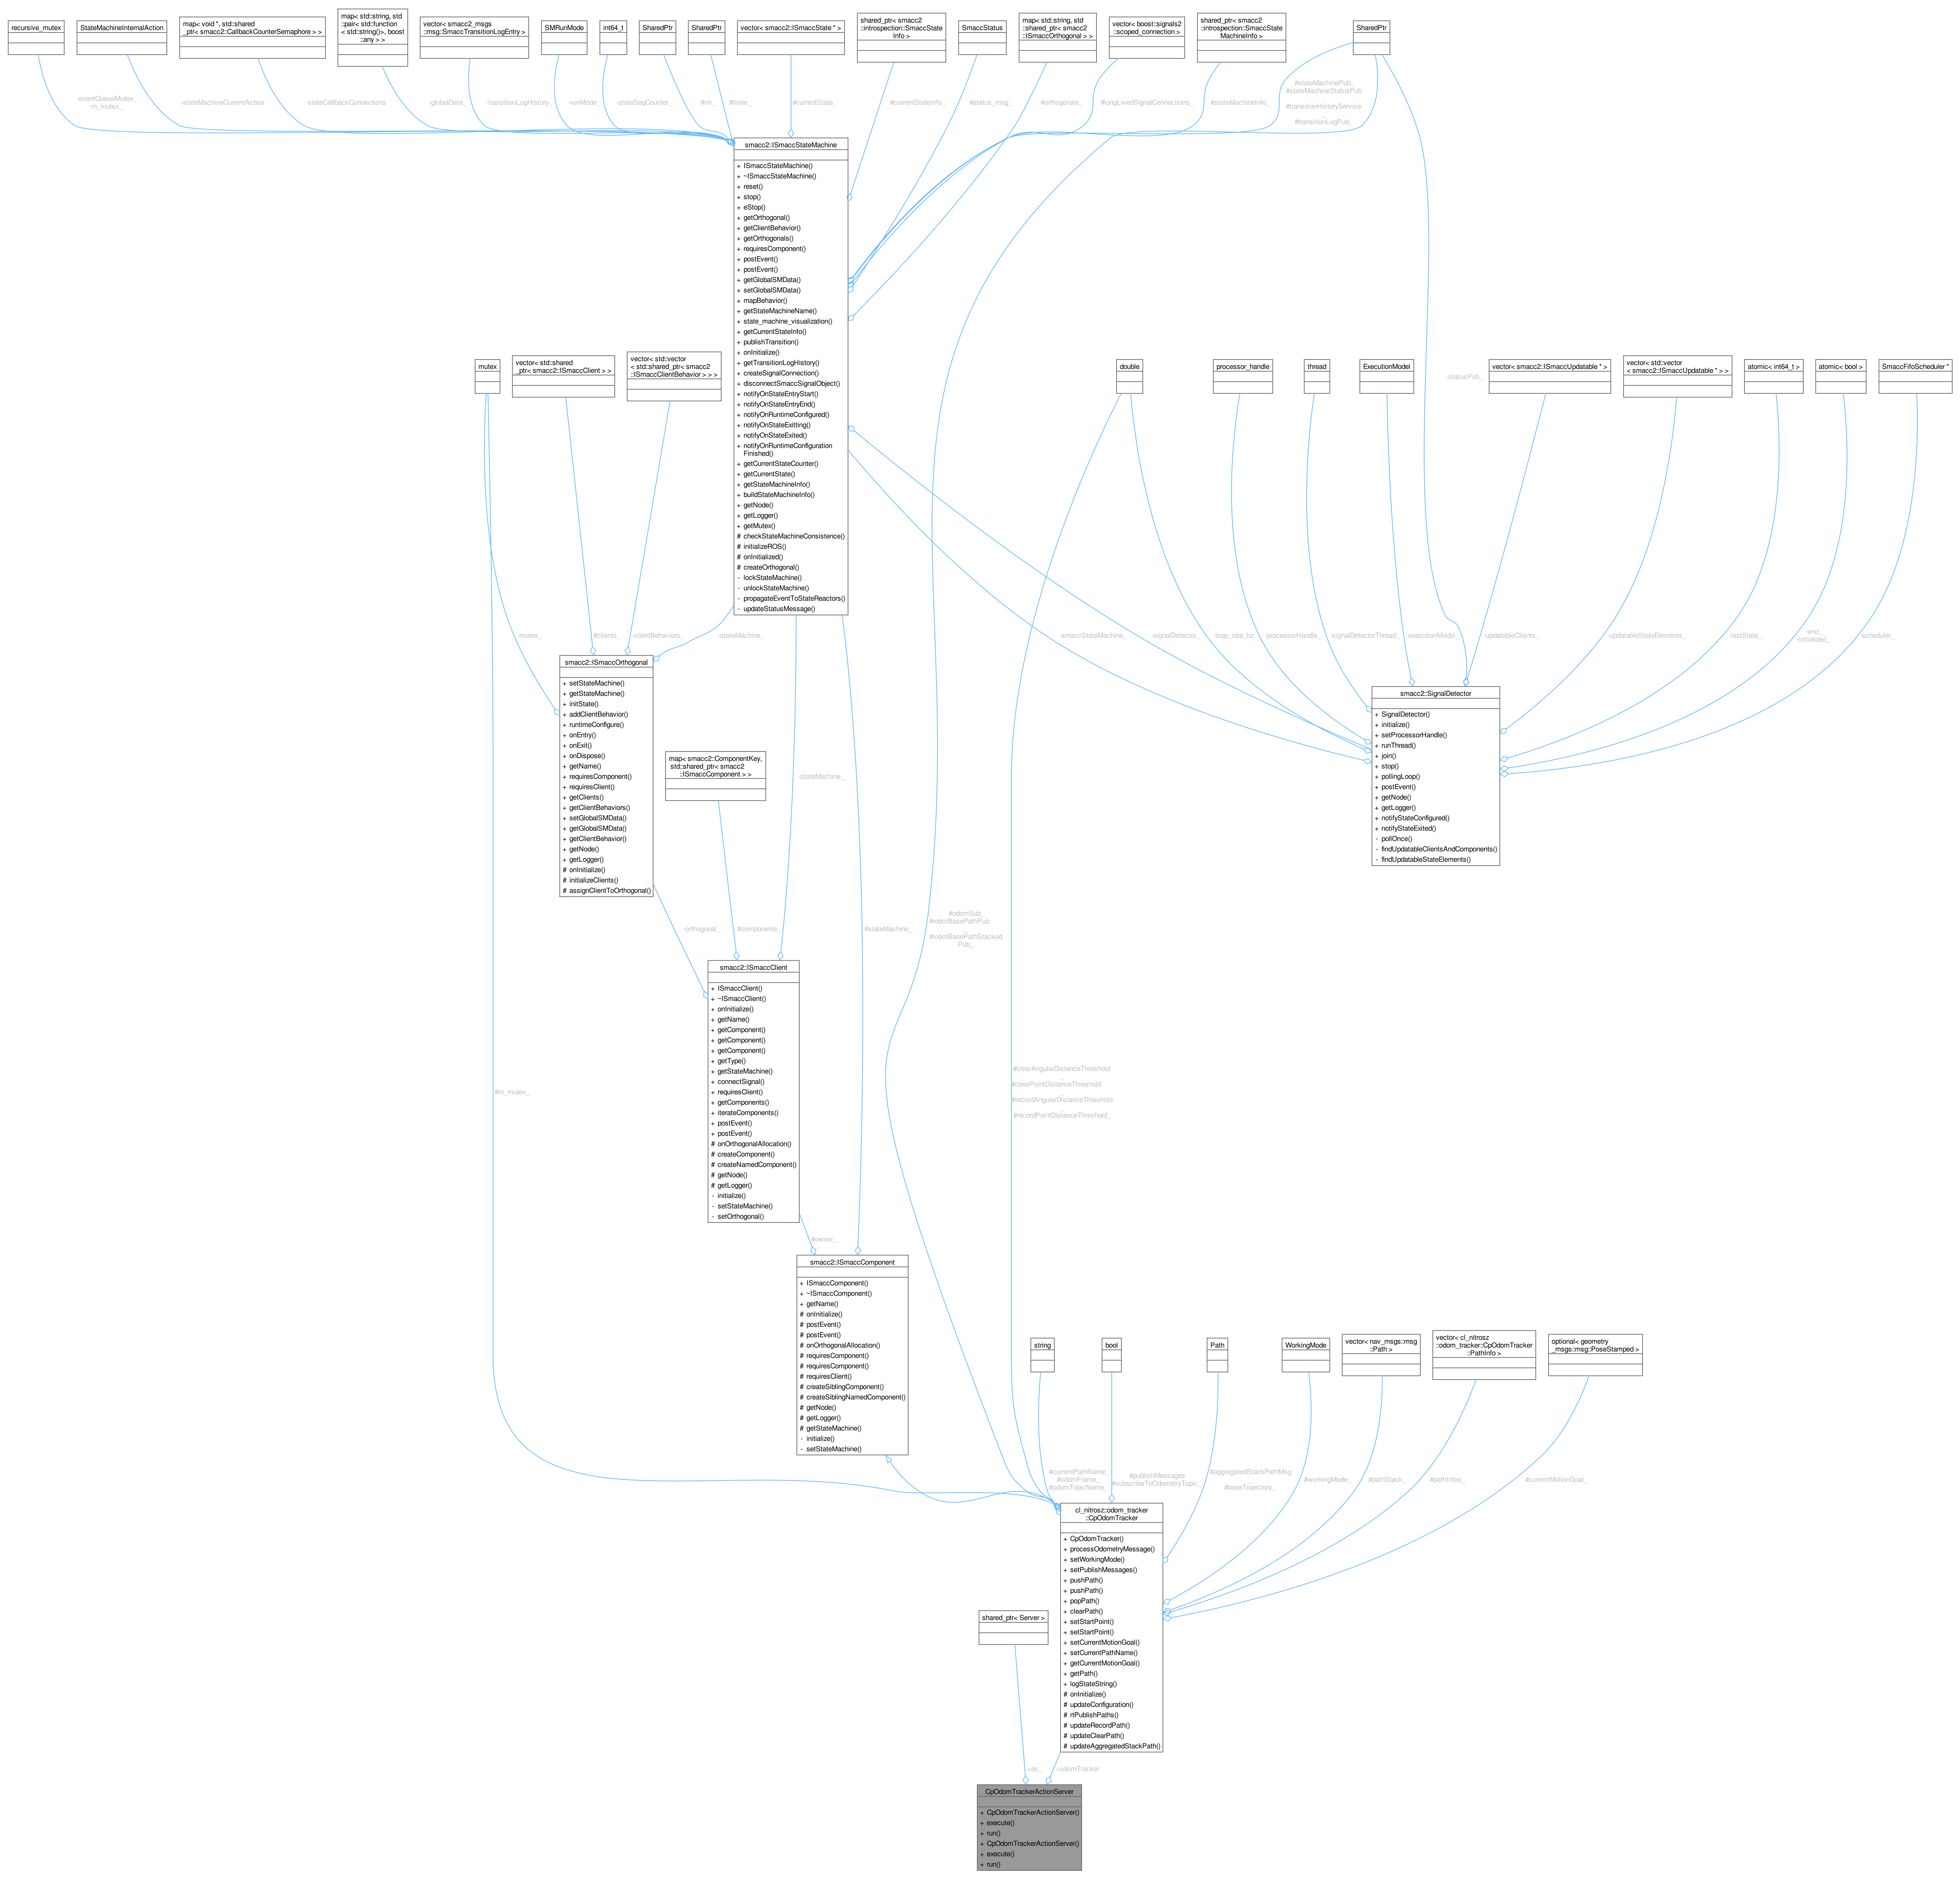 recursive_mutex
StateMachineInternalAction
map< void *, std::shared
_ptr< smacc2::CallbackCounterSemaphore > >
map< std::string, std
::pair< std::function
< std::string()>, boost
::any > >
vector< smacc2_msgs
::msg::SmaccTransitionLogEntry >
SMRunMode
int64_t
SharedPtr
SharedPtr
vector< smacc2::ISmaccState * >
shared_ptr< smacc2
::introspection::SmaccState
Info >
SmaccStatus
map< std::string, std
::shared_ptr< smacc2
::ISmaccOrthogonal > >
vector< boost::signals2
::scoped_connection >
shared_ptr< smacc2
::introspection::SmaccState
MachineInfo >
SharedPtr
-eventQueueMutex_
-m_mutex_
-stateMachineCurrentAction
-stateCallbackConnections
-globalData_
-transitionLogHistory_
-runMode_
-stateSeqCounter_
#nh_
#timer_
#currentState_
#currentStateInfo_
#status_msg_
#orthogonals_
#longLivedSignalConnections_
#stateMachineInfo_
#stateMachinePub_
#stateMachineStatusPub
_
#transitionHistoryService
_
#transitionLogPub_
smacc2::ISmaccStateMachine
+ ISmaccStateMachine()
+ ~ISmaccStateMachine()
+ reset()
+ stop()
+ eStop()
+ getOrthogonal()
+ getClientBehavior()
+ getOrthogonals()
+ requiresComponent()
+ postEvent()
+ postEvent()
+ getGlobalSMData()
+ setGlobalSMData()
+ mapBehavior()
+ getStateMachineName()
+ state_machine_visualization()
+ getCurrentStateInfo()
+ publishTransition()
+ onInitialize()
+ getTransitionLogHistory()
+ createSignalConnection()
+ disconnectSmaccSignalObject()
+ notifyOnStateEntryStart()
+ notifyOnStateEntryEnd()
+ notifyOnRuntimeConfigured()
+ notifyOnStateExitting()
+ notifyOnStateExited()
+ notifyOnRuntimeConfiguration
Finished()
+ getCurrentStateCounter()
+ getCurrentState()
+ getStateMachineInfo()
+ buildStateMachineInfo()
+ getNode()
+ getLogger()
+ getMutex()
# checkStateMachineConsistence()
# initializeROS()
# onInitialized()
# createOrthogonal()
- lockStateMachine()
- unlockStateMachine()
- propagateEventToStateReactors()
- updateStatusMessage()
mutex
vector< std::shared
_ptr< smacc2::ISmaccClient > >
vector< std::vector
< std::shared_ptr< smacc2
::ISmaccClientBehavior > > >
double
processor_handle
thread
ExecutionModel
-statusPub_
vector< smacc2::ISmaccUpdatable * >
vector< std::vector
< smacc2::ISmaccUpdatable * > >
atomic< int64_t >
atomic< bool >
SmaccFifoScheduler *
-mutex_
#clients_
-clientBehaviors_
-stateMachine_
-smaccStateMachine_
-signalDetector_
-loop_rate_hz
-processorHandle_
-signalDetectorThread_
-executionModel_
-updatableClients_
-updatableStateElements_
-lastState_
-end_
-initialized_
-scheduler_
smacc2::ISmaccOrthogonal
+ setStateMachine()
+ getStateMachine()
+ initState()
+ addClientBehavior()
+ runtimeConfigure()
+ onEntry()
+ onExit()
+ onDispose()
+ getName()
+ requiresComponent()
+ requiresClient()
+ getClients()
+ getClientBehaviors()
+ setGlobalSMData()
+ getGlobalSMData()
+ getClientBehavior()
+ getNode()
+ getLogger()
# onInitialize()
# initializeClients()
# assignClientToOrthogonal()
smacc2::SignalDetector
+ SignalDetector()
+ initialize()
+ setProcessorHandle()
+ runThread()
+ join()
+ stop()
+ pollingLoop()
+ postEvent()
+ getNode()
+ getLogger()
+ notifyStateConfigured()
+ notifyStateExited()
- pollOnce()
- findUpdatableClientsAndComponents()
- findUpdatableStateElements()
map< smacc2::ComponentKey,
std::shared_ptr< smacc2
::ISmaccComponent > >
-stateMachine_
-orthogonal_
#components_
#stateMachine_
#odomSub_
#robotBasePathPub
_
#robotBasePathStacked
Pub_
smacc2::ISmaccClient
+ ISmaccClient()
+ ~ISmaccClient()
+ onInitialize()
+ getName()
+ getComponent()
+ getComponent()
+ getComponent()
+ getType()
+ getStateMachine()
+ connectSignal()
+ requiresClient()
+ getComponents()
+ iterateComponents()
+ postEvent()
+ postEvent()
# onOrthogonalAllocation()
# createComponent()
# createNamedComponent()
# getNode()
# getLogger()
- initialize()
- setStateMachine()
- setOrthogonal()
#m_mutex_
#clearAngularDistanceThreshold
_
#clearPointDistanceThreshold
_
#recordAngularDistanceThreshold
_
#recordPointDistanceThreshold_
#owner_
smacc2::ISmaccComponent
+ ISmaccComponent()
+ ~ISmaccComponent()
+ getName()
# onInitialize()
# postEvent()
# postEvent()
# onOrthogonalAllocation()
# requiresComponent()
# requiresComponent()
# requiresClient()
# createSiblingComponent()
# createSiblingNamedComponent()
# getNode()
# getLogger()
# getStateMachine()
- initialize()
- setStateMachine()
string
bool
Path
WorkingMode
vector< nav_msgs::msg
::Path >
vector< cl_nitrosz
::odom_tracker::CpOdomTracker
::PathInfo >
optional< geometry
_msgs::msg::PoseStamped >
#currentPathName_
#odomFrame_
#odomTopicName_
#publishMessages
#subscribeToOdometryTopic_
#aggregatedStackPathMsg
_
#baseTrajectory_
#workingMode_
#pathStack_
#pathInfos_
#currentMotionGoal_
cl_nitrosz::odom_tracker
::CpOdomTracker
+ CpOdomTracker()
+ processOdometryMessage()
+ setWorkingMode()
+ setPublishMessages()
+ pushPath()
+ pushPath()
+ popPath()
+ clearPath()
+ setStartPoint()
+ setStartPoint()
+ setCurrentMotionGoal()
+ setCurrentPathName()
+ getCurrentMotionGoal()
+ getPath()
+ logStateString()
# onInitialize()
# updateConfiguration()
# rtPublishPaths()
# updateRecordPath()
# updateClearPath()
# updateAggregatedStackPath()
shared_ptr< Server >
+as_
+odomTracker
CpOdomTrackerActionServer
+ CpOdomTrackerActionServer()
+ execute()
+ run()
+ CpOdomTrackerActionServer()
+ execute()
+ run()